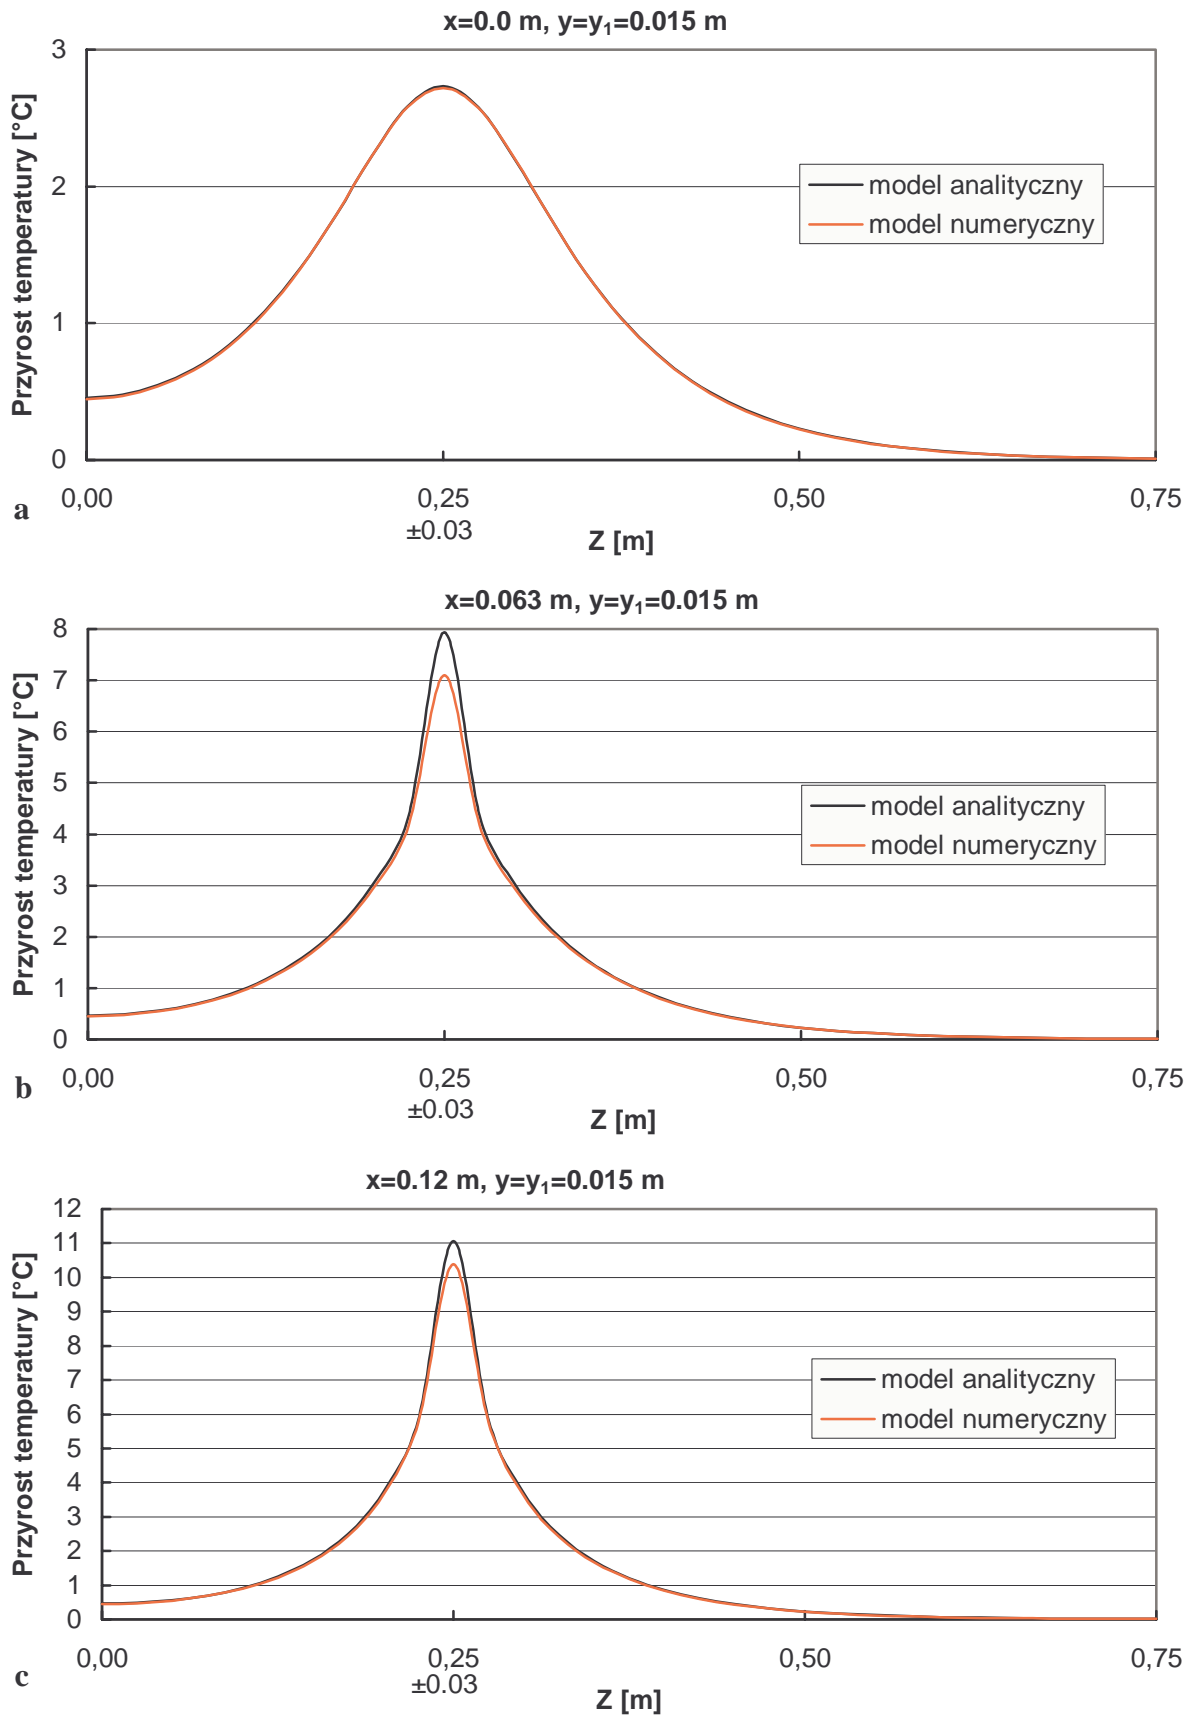 x=0.0 m, y=y₁=0.015 m
Przyrost temperatury [°C]
3
2
1
0
model analityczny
model numeryczny
0,00 0,25 0,50 0,75
±0.03
Z [m]
a
x=0.063 m, y=y₁=0.015 m
Przyrost temperatury [°C]
8
7
6
5
4
3
2
1
0
model analityczny
model numeryczny
0,00 0,25 0,50 0,75
±0.03
Z [m]
b
x=0.12 m, y=y₁=0.015 m
Przyrost temperatury [°C]
12
11
10
9
8
7
6
5
4
3
2
1
0
model analityczny
model numeryczny
0,00 0,25 0,50 0,75
±0.03
Z [m]
c